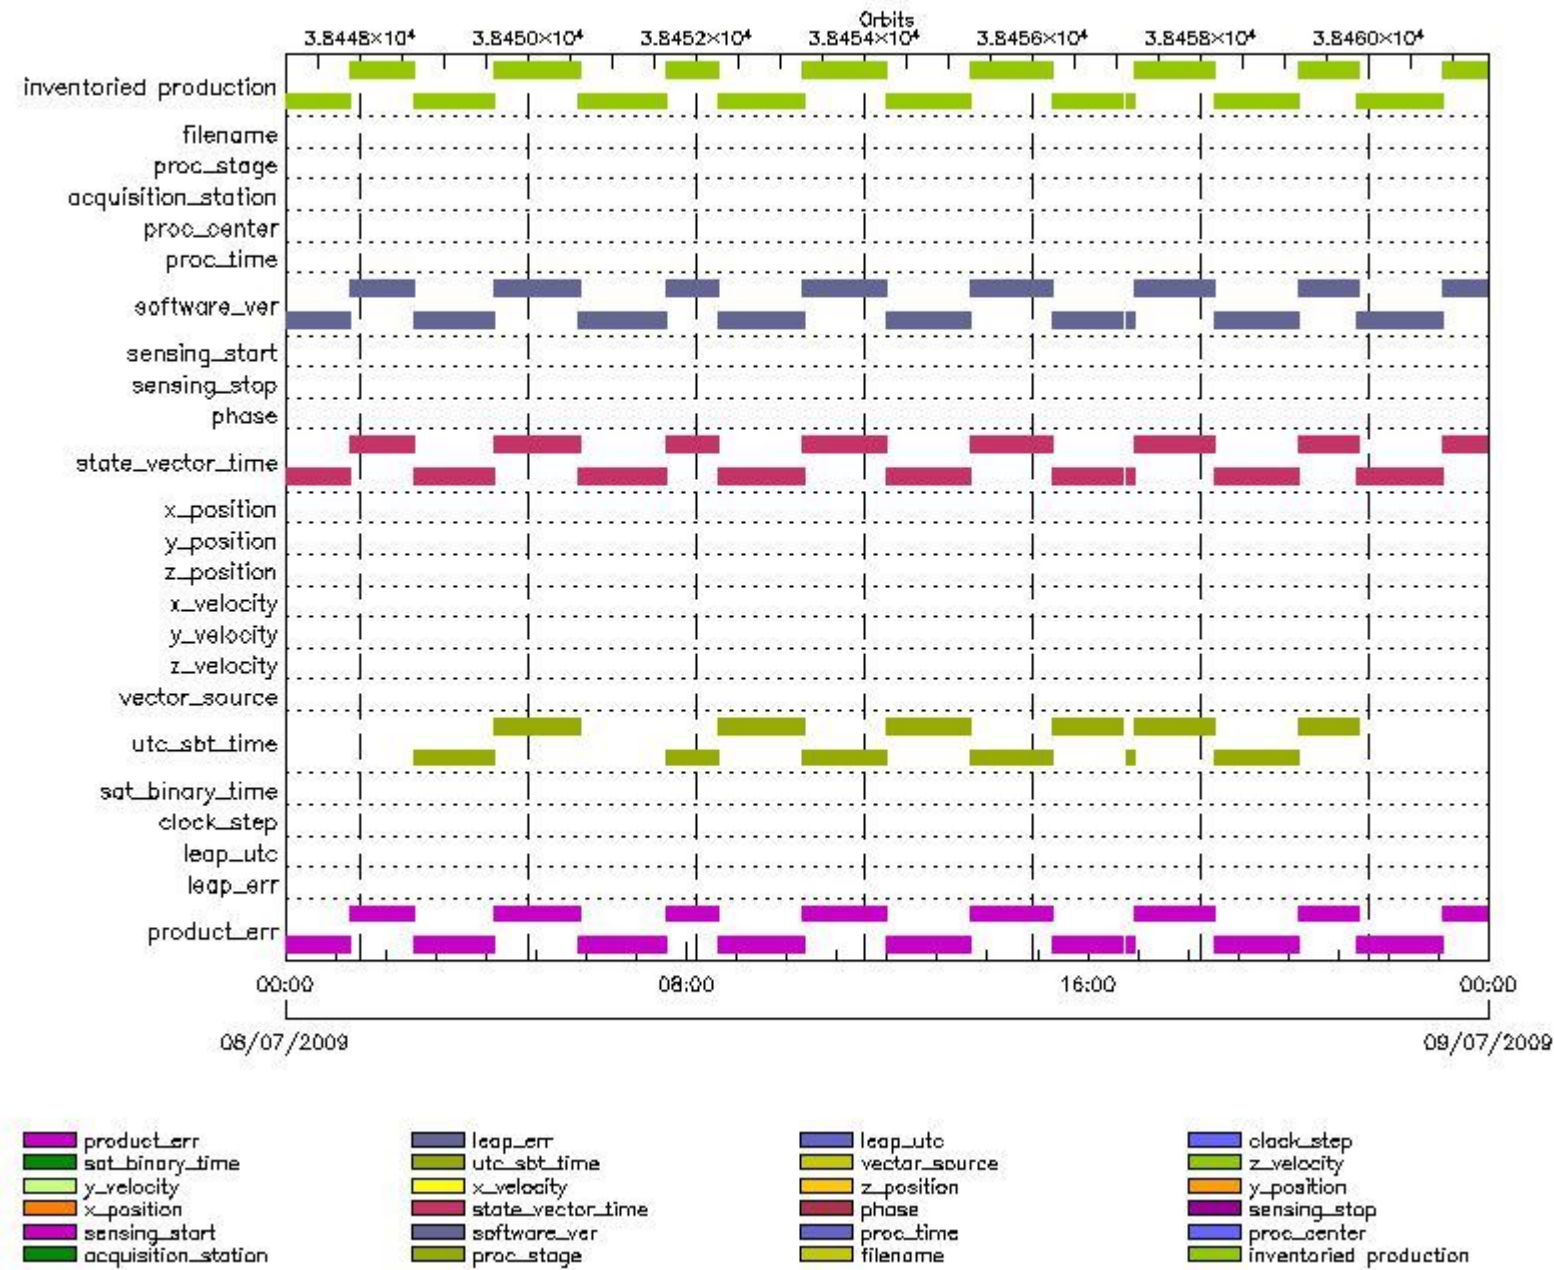 Orbits
3.8448×10⁴ 3.8450×10⁴ 3.8452×10⁴ 3.8454×10⁴ 3.8456×10⁴ 3.8458×10⁴ 3.8460×10⁴
inventoried production
filename
proc_stage
acquisition_station
proc_center
proc_time
software_ver
sensing_start
sensing_stop
phase
state_vector_time
x_position
y_position
z_position
x_velocity
y_velocity
z_velocity
vector_source
utc_sbt_time
sat_binary_time
clock_step
leap_utc
leap_err
product_err
00:00 08:00 16:00 00:00
08/07/2009 09/07/2009
product_err leap_err leap_utc clock_step
sat_binary_time utc_sbt_time vector_source z_velocity
y_velocity x_velocity z_position y_position
x_position state_vector_time phase sensing_stop
sensing_start software_ver proc_time proc_center
acquisition_station proc_stage filename inventoried production